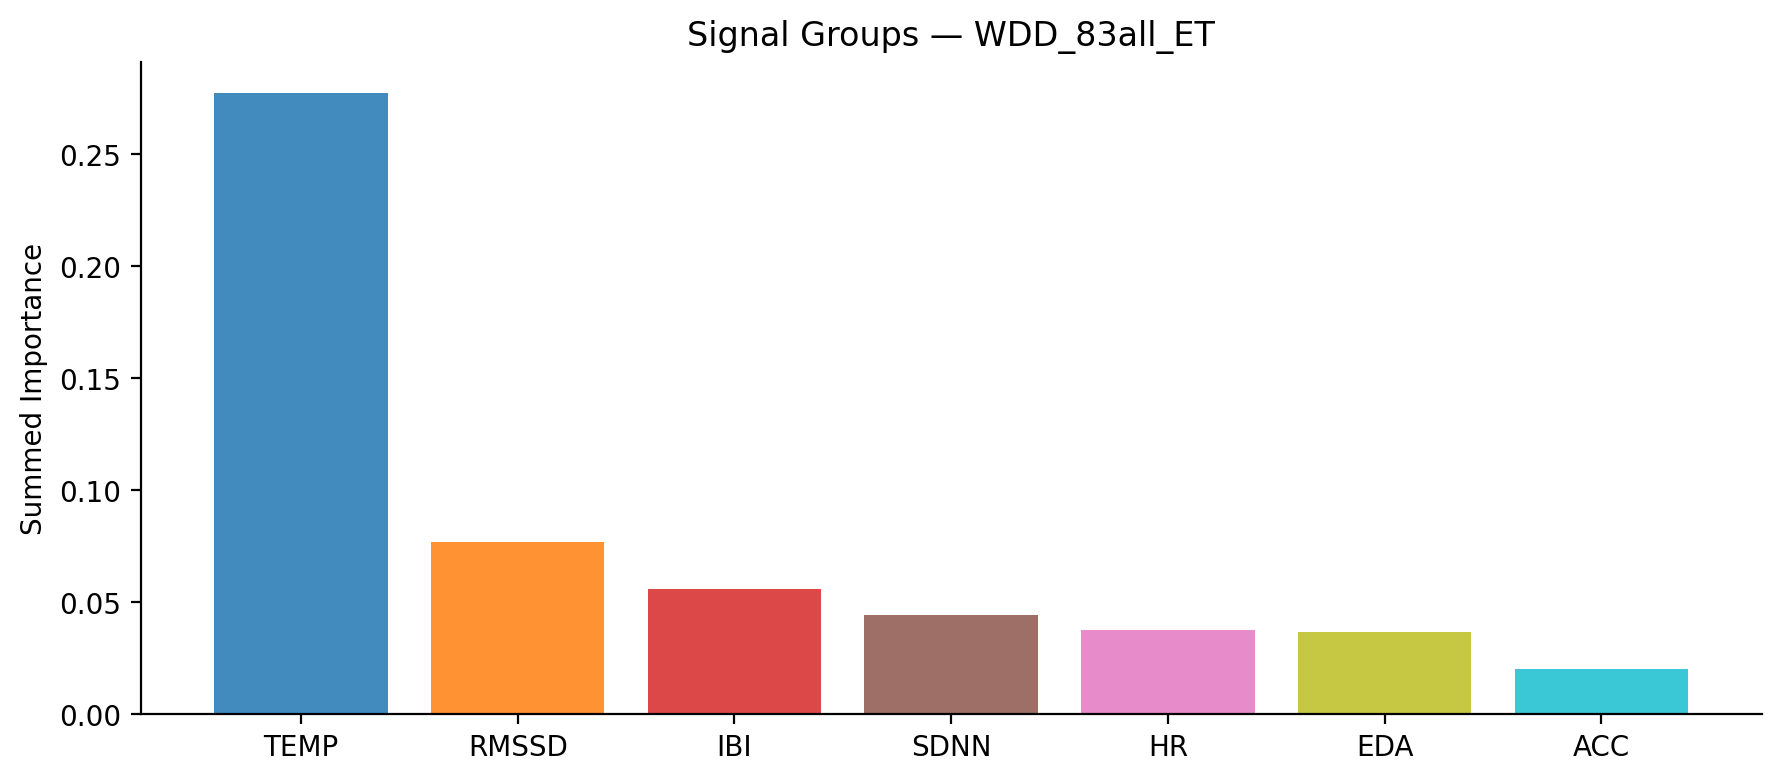 Signal Groups — WDD_83all_ET
Summed Importance
0.25
0.20
0.15
0.10
0.05
0.00
TEMP RMSSD IBI SDNN HR EDA ACC